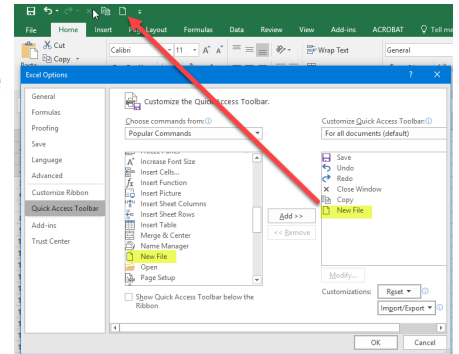 File Home Insert Page Layout Formulas Data Review View Add-ins ACROBAT Tell me
Cut
Copy
Calibri 11 A A Wrap Text General
Excel Options ? ×
General
Formulas
Proofing
Save
Language
Advanced
Customize Ribbon
Quick Access Toolbar
Add-ins
Trust Center
Customize the Quick Access Toolbar.
Choose commands from:
Popular Commands
Increase Font Size
Insert Cells...
Insert Function
Insert Picture
Insert Sheet Columns
Insert Sheet Rows
Insert Table
Merge & Center
Name Manager
New File
Open
Page Setup
Show Quick Access Toolbar below the
Ribbon
Add >>
<< Remove
Customize Quick Access Toolbar:
For all documents (default)
Save
Undo
Redo
Close Window
Copy
New File
Modify...
Customizations: Reset
Import/Export
OK Cancel